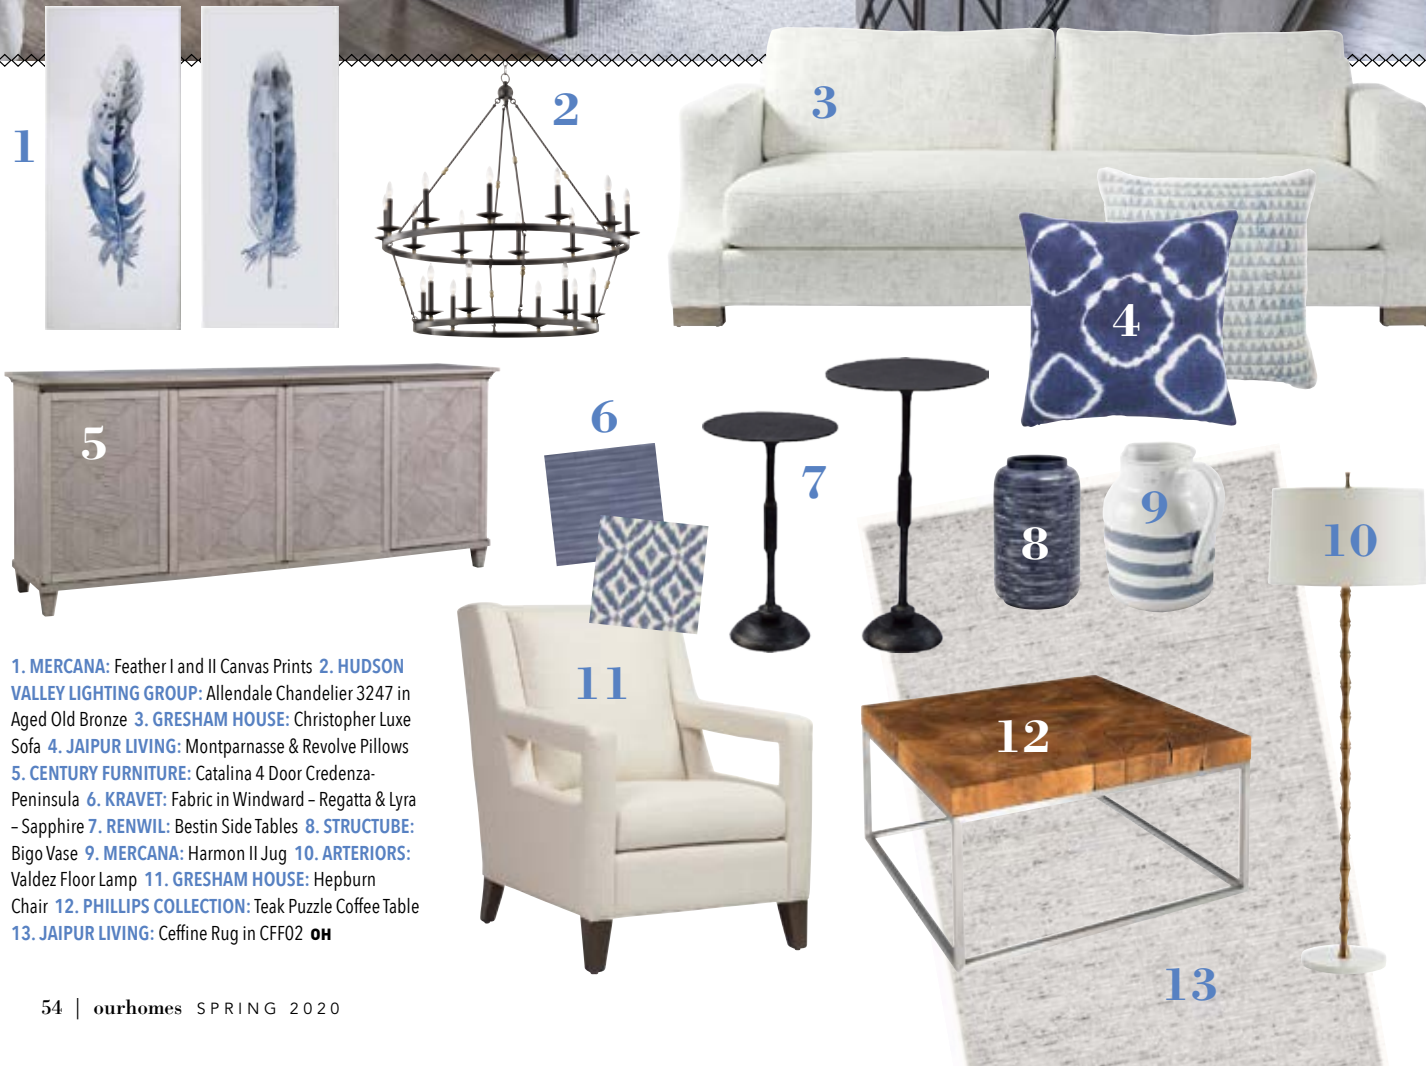 1
2
3
4
5
6
7
8
9
10
11
12
13
1. MERCANA: Feather I and II Canvas Prints 2. HUDSON
VALLEY LIGHTING GROUP: Allendale Chandelier 3247 in
Aged Old Bronze 3. GRESHAM HOUSE: Christopher Luxe
Sofa 4. JAIPUR LIVING: Montparnasse & Revolve Pillows
5. CENTURY FURNITURE: Catalina 4 Door Credenza-
Peninsula 6. KRAVET: Fabric in Windward – Regatta & Lyra
– Sapphire 7. RENWIL: Bestin Side Tables 8. STRUCTUBE:
Bigo Vase 9. MERCANA: Harmon II Jug 10. ARTERIORS:
Valdez Floor Lamp 11. GRESHAM HOUSE: Hepburn
Chair 12. PHILLIPS COLLECTION: Teak Puzzle Coffee Table
13. JAIPUR LIVING: Ceffine Rug in CFF02 OH
54 | ourhomes SPRING 2020